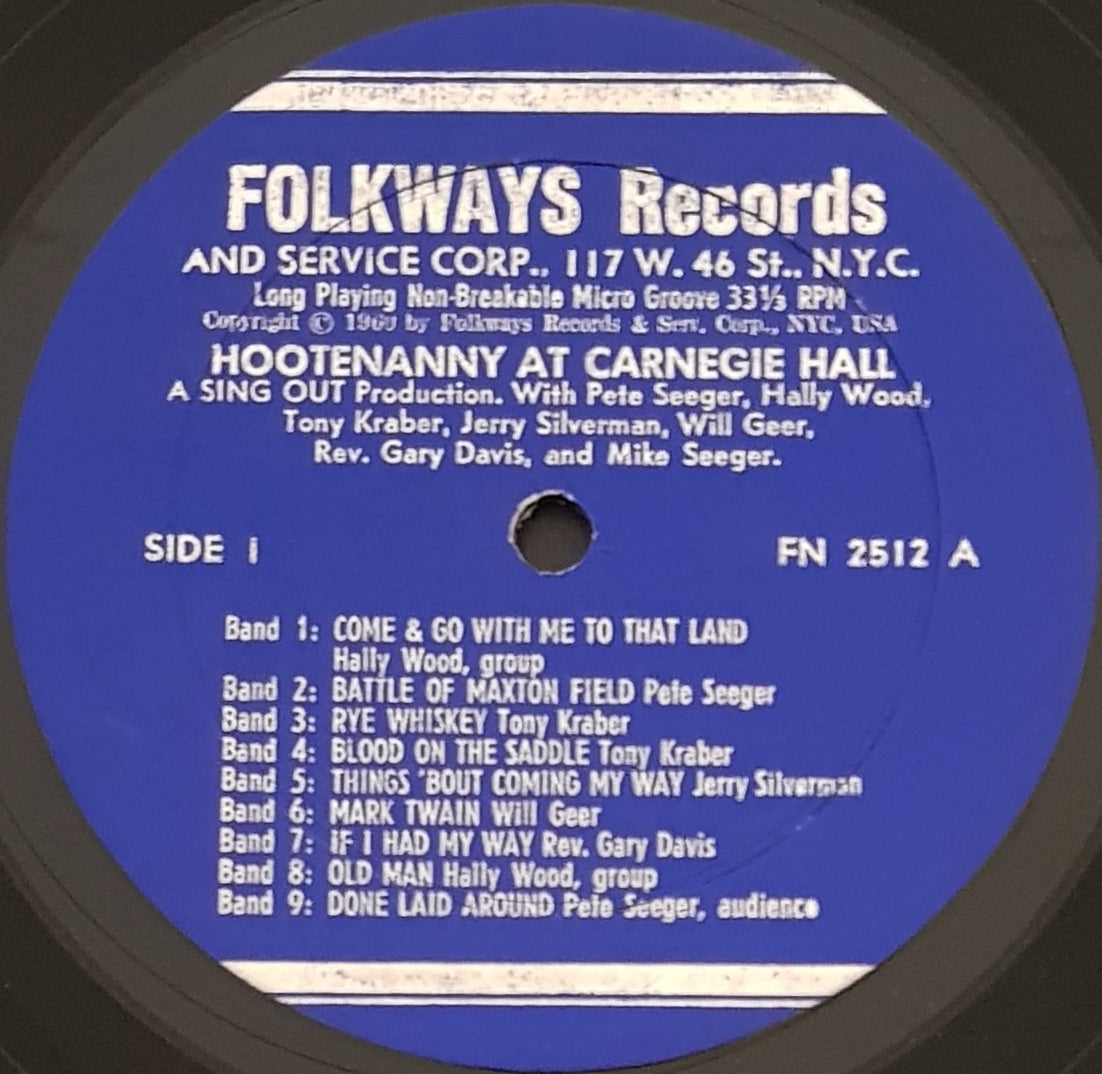 FOLKWAYS Records
AND SERVICE CORP., 117 W. 46 St., N.Y.C.
Long Playing Non-Breakable Micro Groove 33⅓ RPM
Copyright © 1960 by Folkways Records & Serv. Corp., NYC, USA
HOOTENANNY AT CARNEGIE HALL
A SING OUT Production. With Pete Seeger, Hally Wood,
Tony Kraber, Jerry Silverman, Will Geer,
Rev. Gary Davis, and Mike Seeger.
SIDE 1 FN 2512 A
Band 1: COME & GO WITH ME TO THAT LAND
Hally Wood, group
Band 2: BATTLE OF MAXTON FIELD Pete Seeger
Band 3: RYE WHISKEY Tony Kraber
Band 4: BLOOD ON THE SADDLE Tony Kraber
Band 5: THINGS 'BOUT COMING MY WAY Jerry Silverman
Band 6: MARK TWAIN Will Geer
Band 7: IF I HAD MY WAY Rev. Gary Davis
Band 8: OLD MAN Hally Wood, group
Band 9: DONE LAID AROUND Pete Seeger, audience